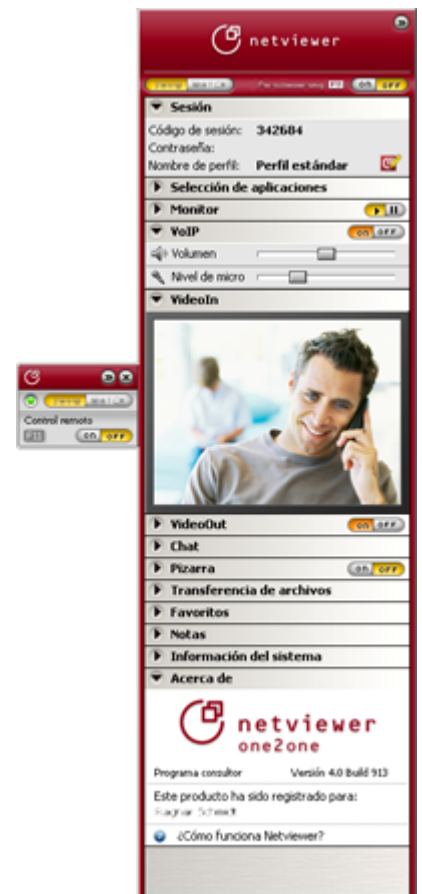 netviewer
on OFF
Sesión
Código de sesión: 342684
Contraseña:
Nombre de perfil: Perfil estándar
Selección de aplicaciones
Monitor
VoIP on OFF
Volumen
Nivel de micro
VideoIn
Control remoto
F11 on OFF
VideoOut on OFF
Chat
Pizarra on OFF
Transferencia de archivos
Favoritos
Notas
Información del sistema
Acerca de
netviewer
one2one
Programa consultor Versión 4.0 Build 913
Este producto ha sido registrado para:
Ragnar Schmidt
¿Cómo funciona Netviewer?